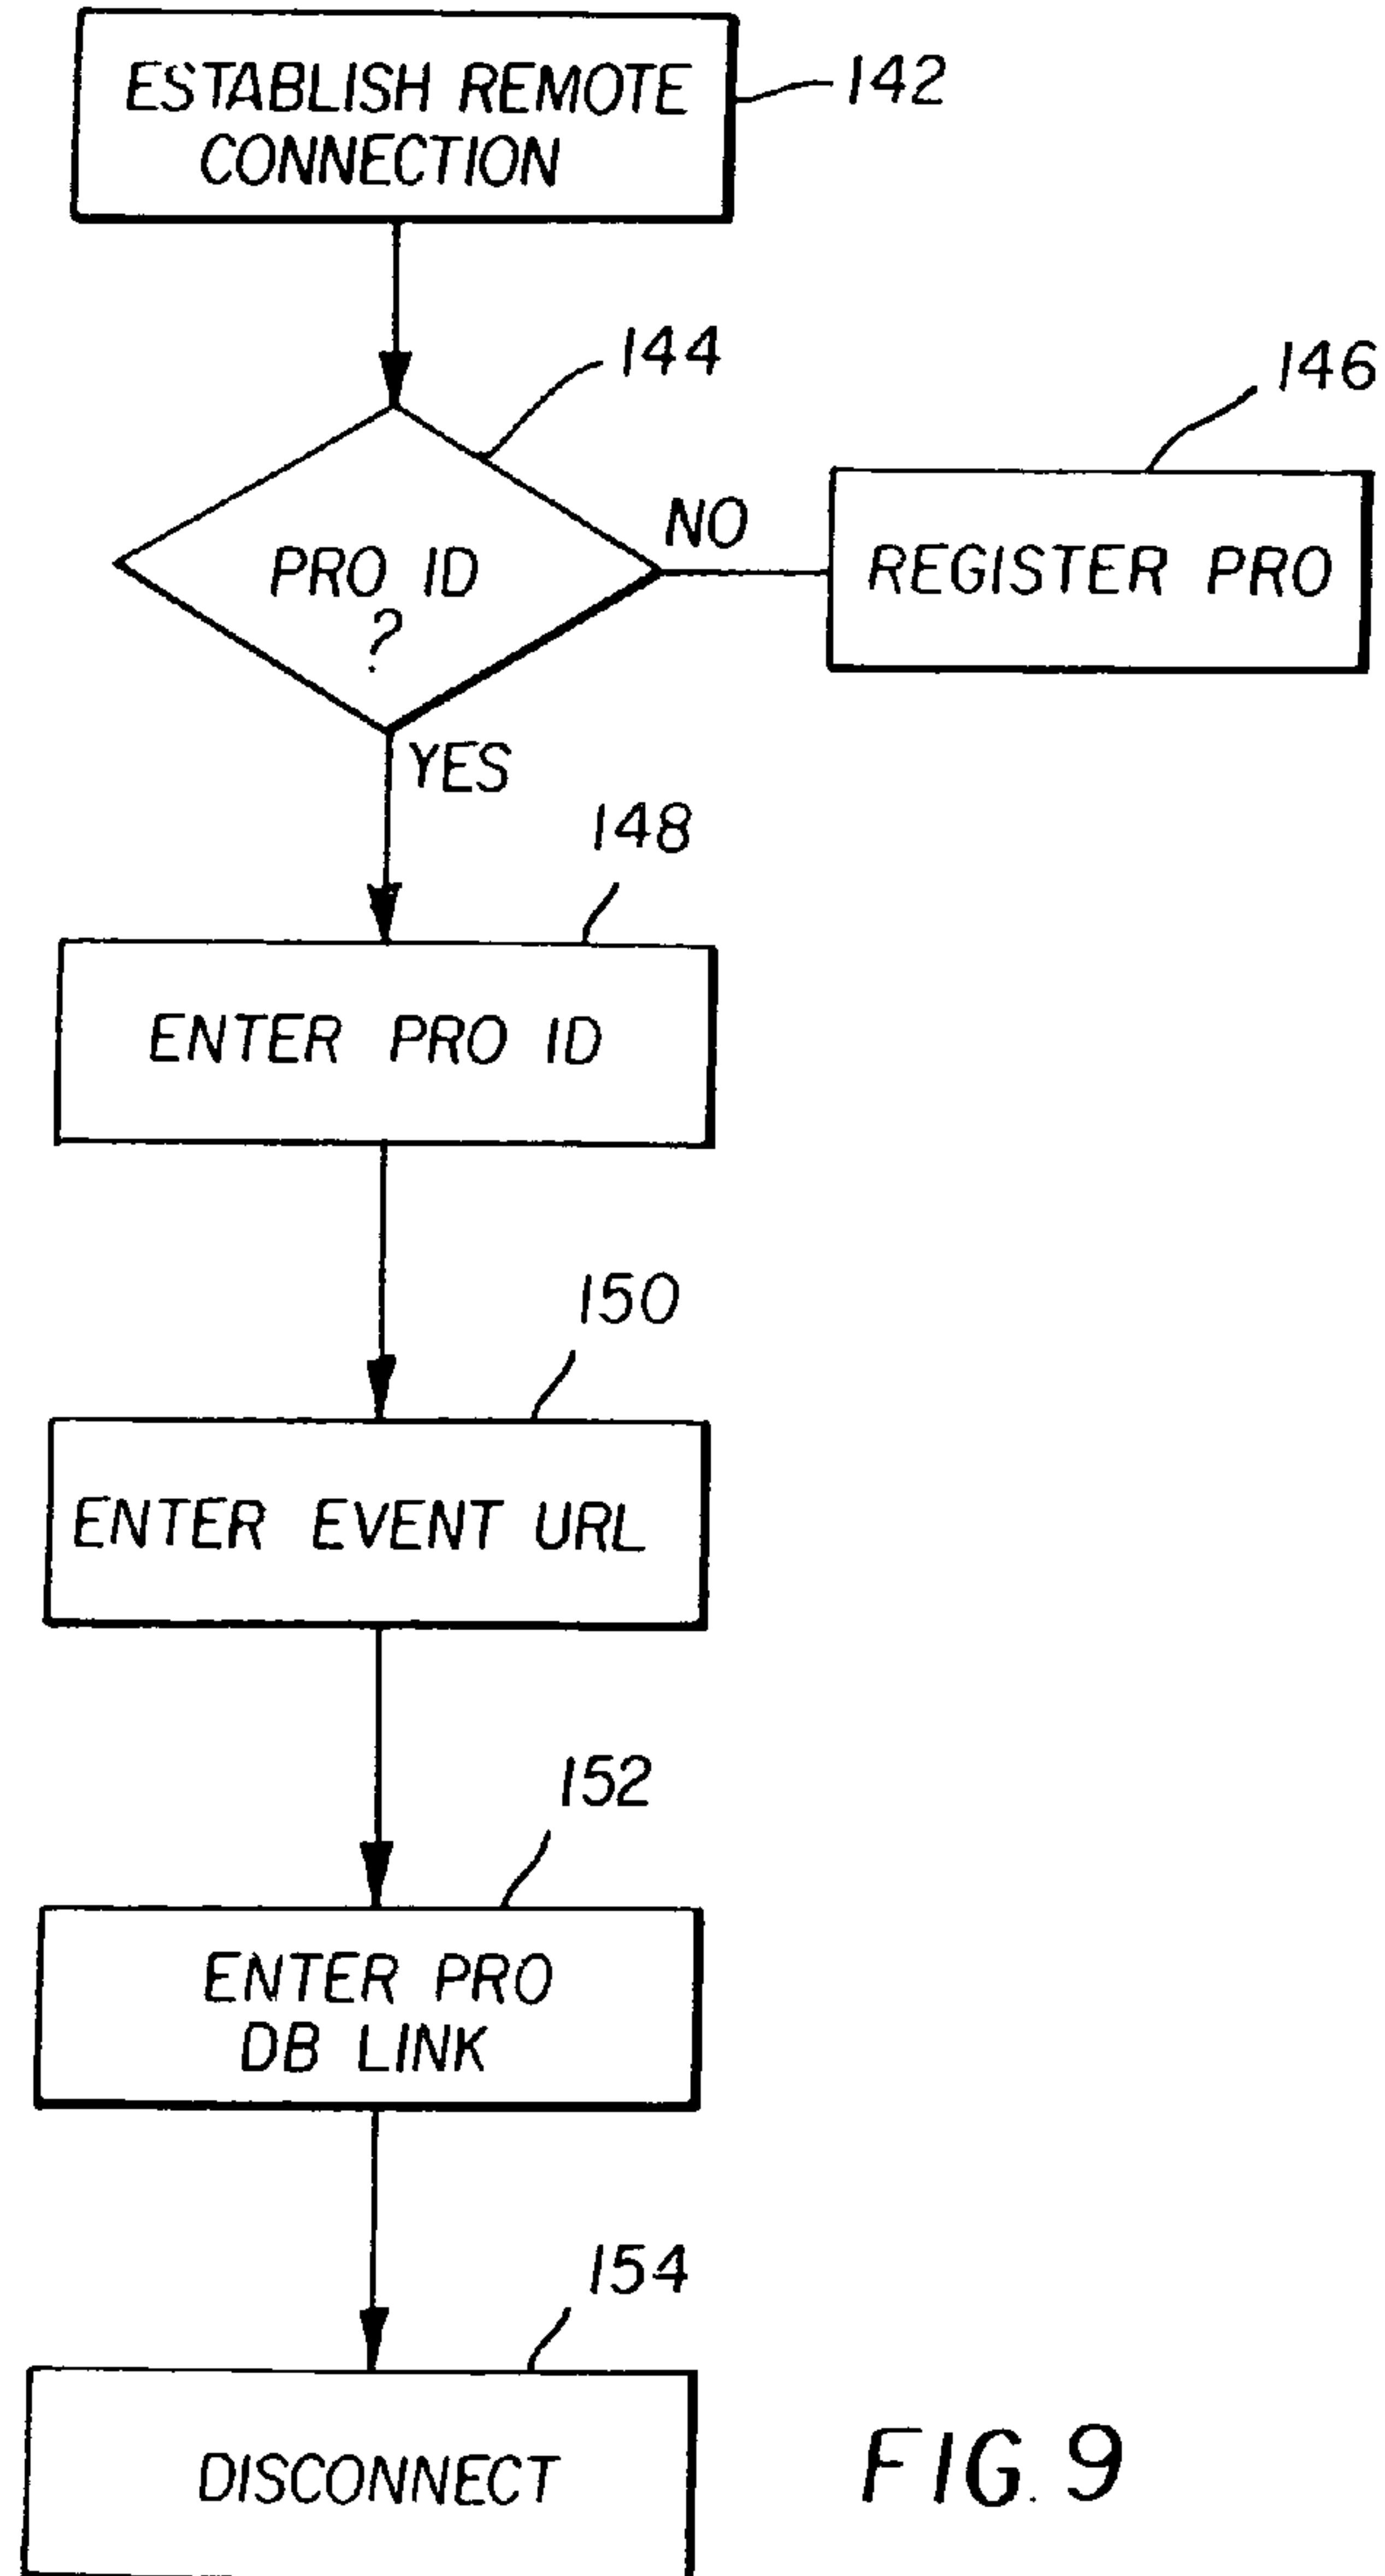 ESTABLISH REMOTE
CONNECTION
142
144
146
PRO ID
?
NO
REGISTER PRO
YES
148
ENTER PRO ID
150
ENTER EVENT URL
152
ENTER PRO
DB LINK
154
DISCONNECT
FIG. 9